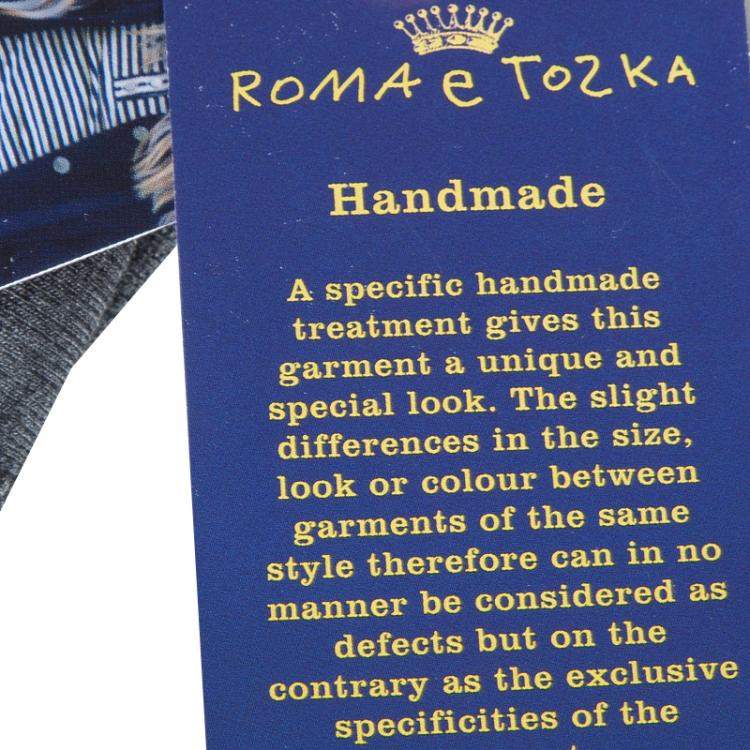 ROMA e TOSKA
Handmade
A specific handmade
treatment gives this
garment a unique and
special look. The slight
differences in the size,
look or colour between
garments of the same
style therefore can in no
manner be considered as
defects but on the
contrary as the exclusive
specificities of the